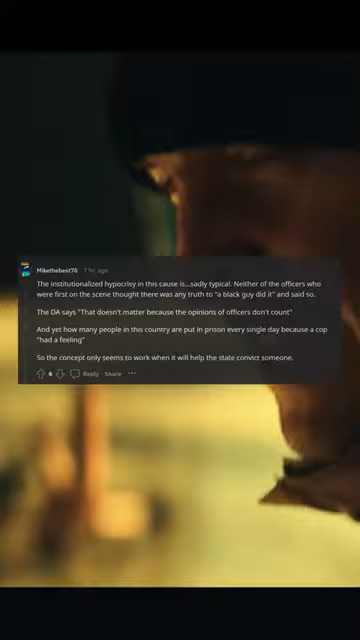 Mikethebest78 7 hr. ago
The institutionalized hypocrisy in this cause is...sadly typical. Neither of the officers who
were first on the scene thought there was any truth to "a black guy did it" and said so.
The DA says "That doesn't matter because the opinions of officers don't count"
And yet how many people in this country are put in prison every single day because a cop
"had a feeling"
So the concept only seems to work when it will help the state convict someone.
6 Reply Share ...